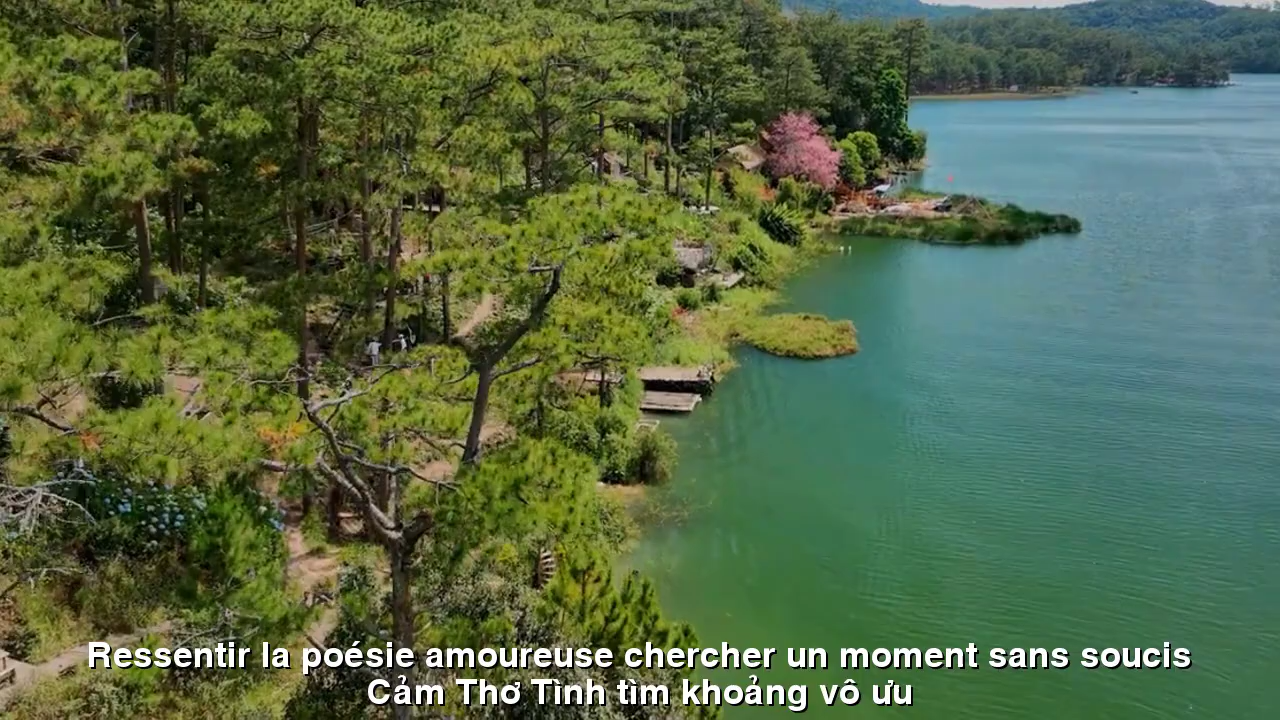 Ressentir la poésie amoureuse chercher un moment sans soucis
Cảm Thơ Tình tìm khoảng vô ưu